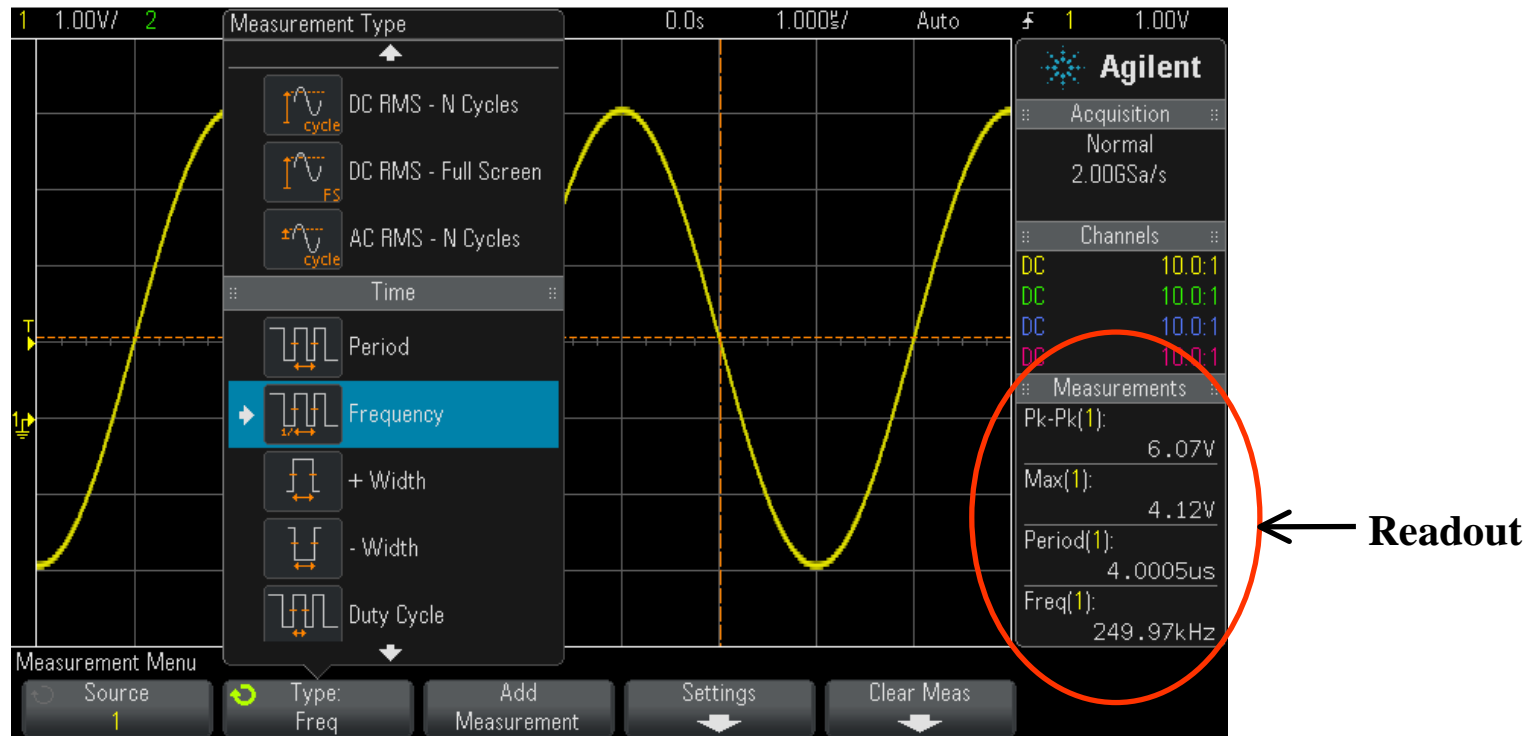 1 1.00V/ 2 0.0s 1.000µs/ Auto 1 1.00V
Measurement Type
DC RMS - N Cycles
cycle
DC RMS - Full Screen
FS
AC RMS - N Cycles
cycle
Time
Period
Frequency
1/
+ Width
- Width
Duty Cycle
T
1
Agilent
Acquisition
Normal
2.00GSa/s
Channels
DC 10.0:1
DC 10.0:1
DC 10.0:1
DC 10.0:1
Measurements
Pk-Pk(1):
6.07V
Max(1):
4.12V
Period(1):
4.0005us
Freq(1):
249.97kHz
Readout
Measurement Menu
Source
1
Type:
Freq
Add
Measurement
Settings
Clear Meas